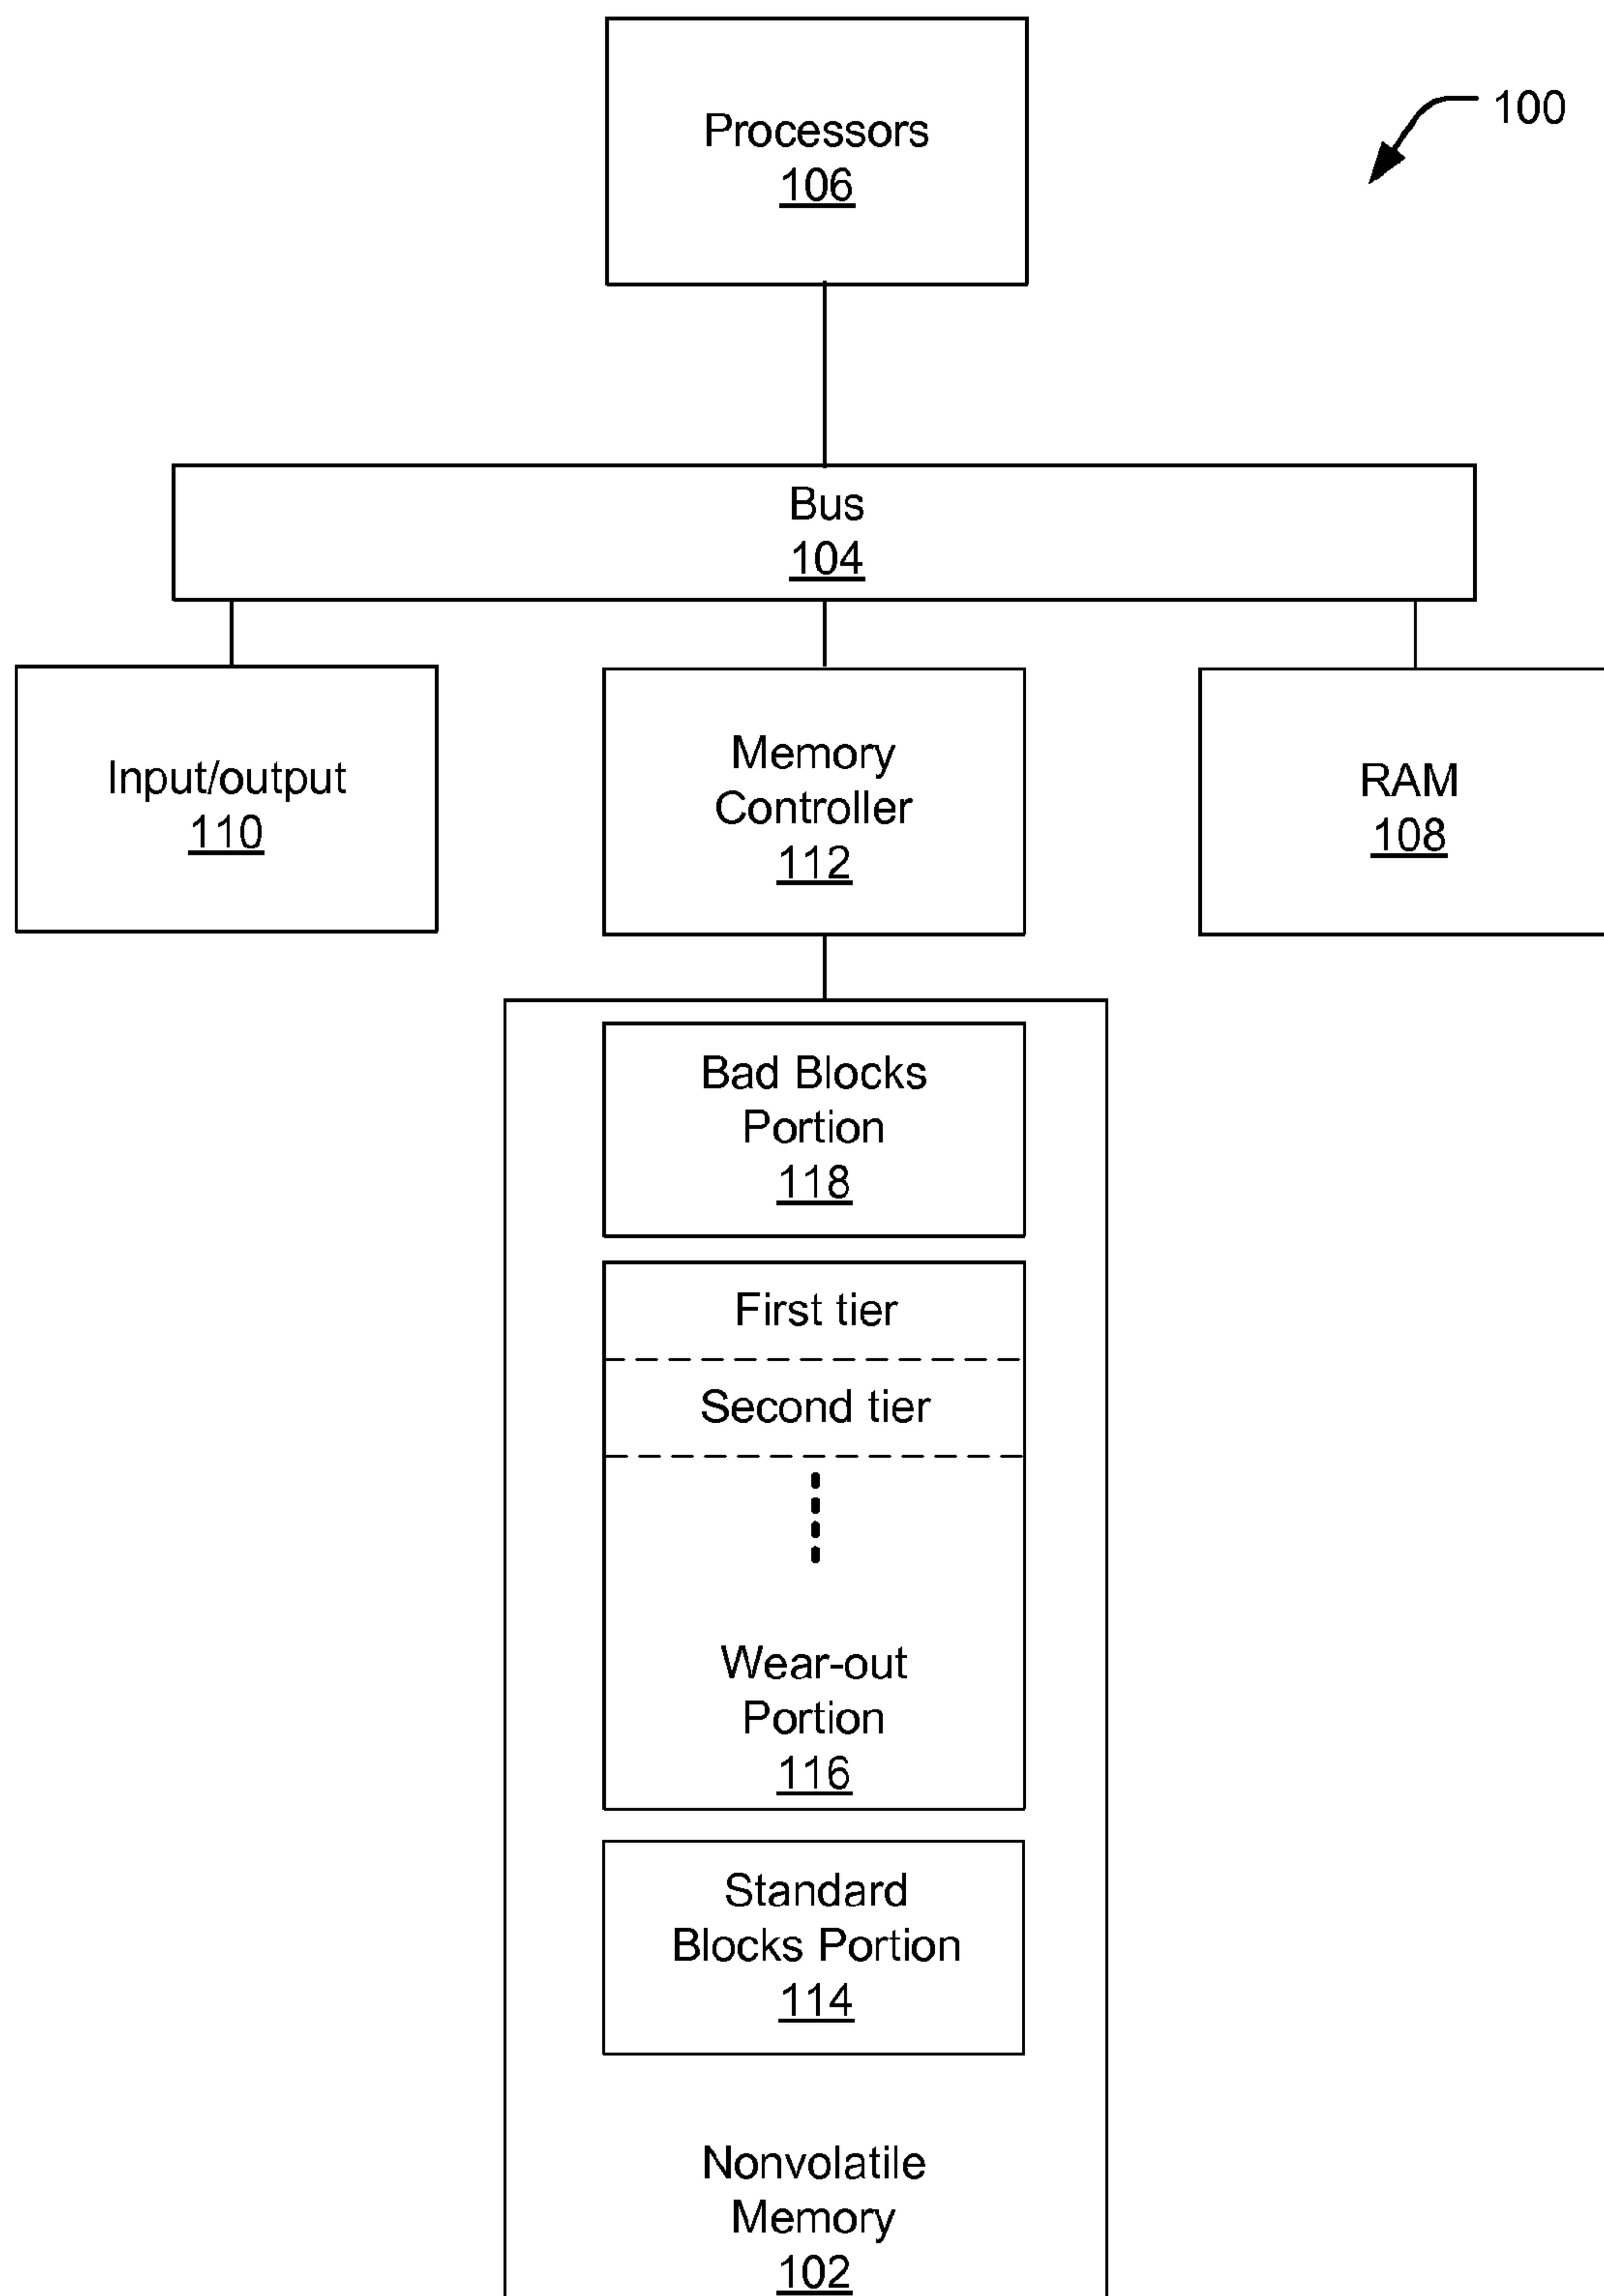 Processors
106
100
Bus
104
Input/output
110
Memory
Controller
112
RAM
108
Bad Blocks
Portion
118
First tier
Second tier
Wear-out
Portion
116
Standard
Blocks Portion
114
Nonvolatile
Memory
102